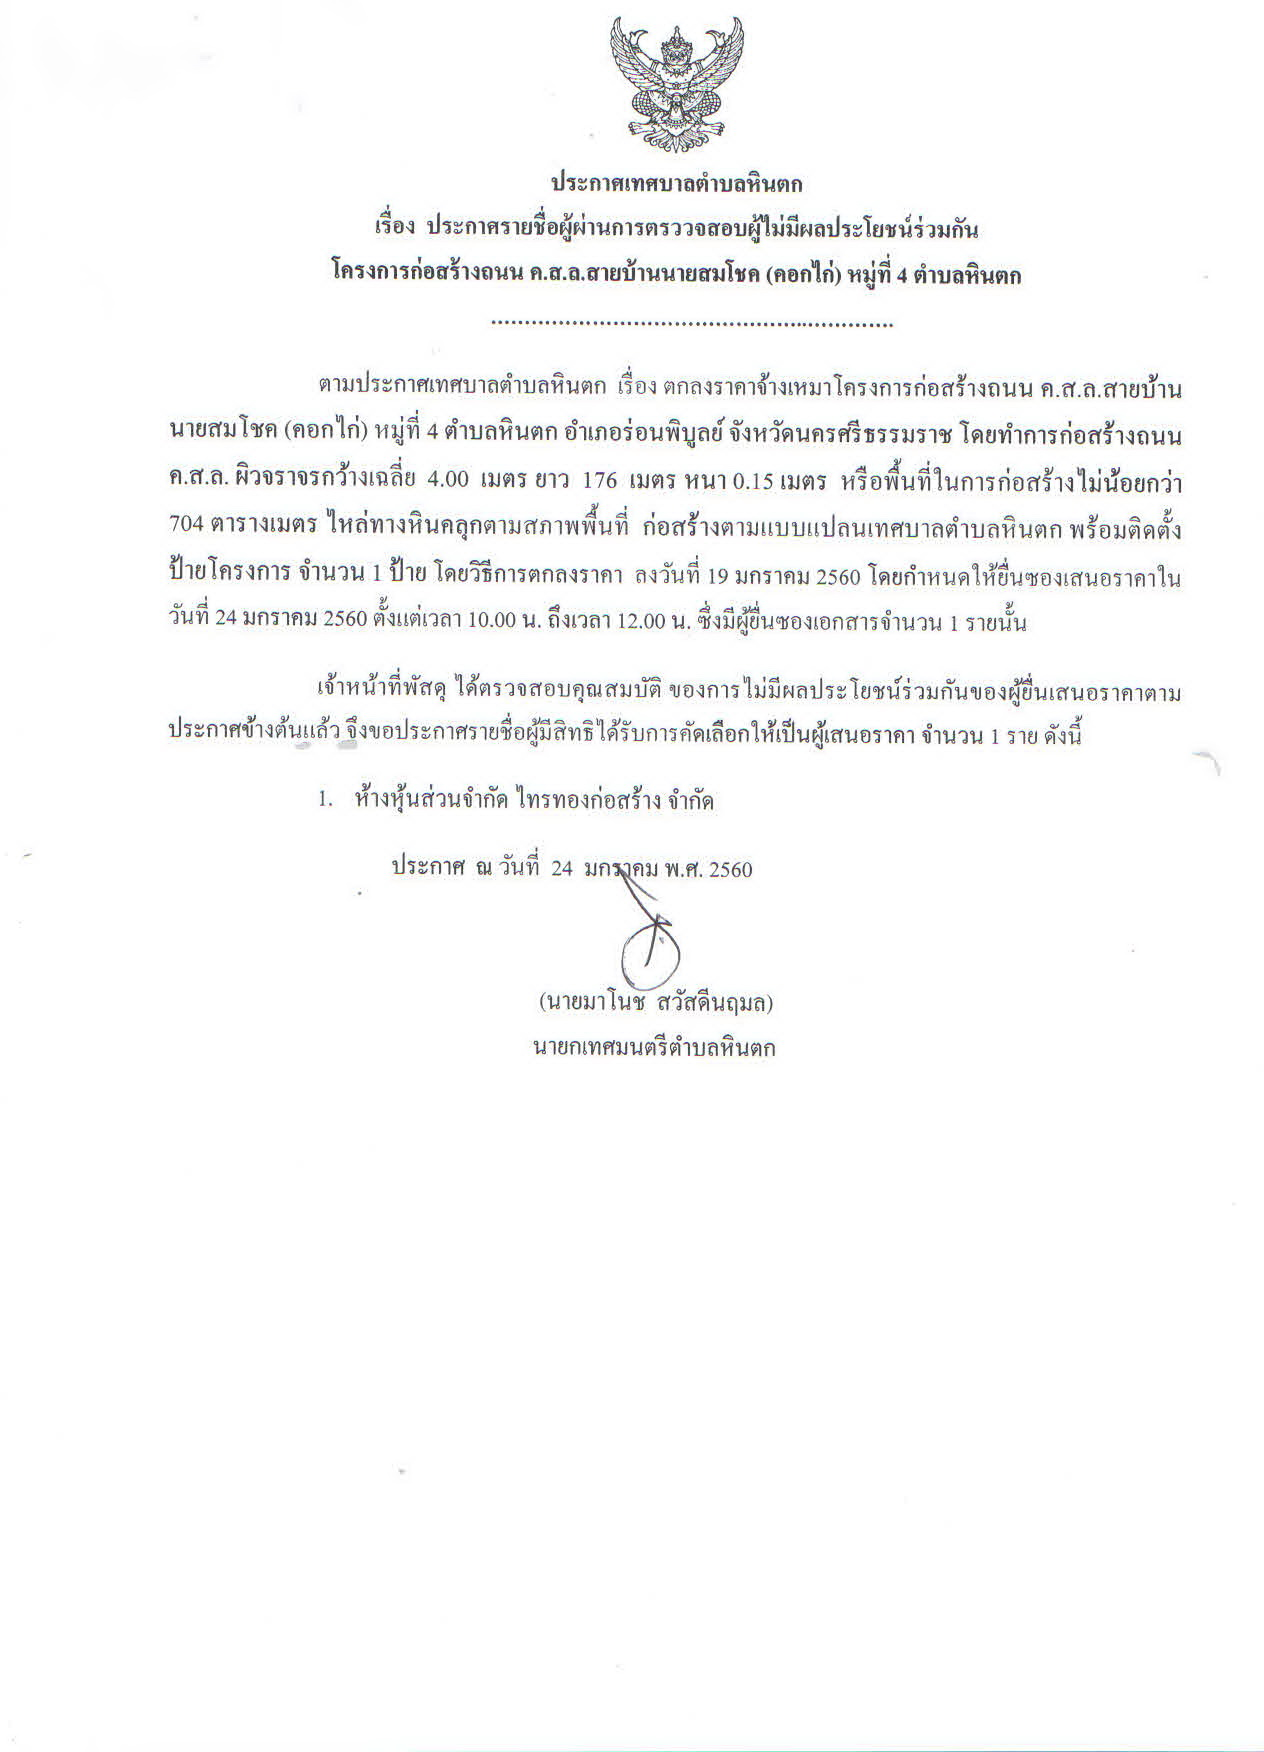 ประกาศเทศบาลตำบลหินตก
เรื่อง ประกาศรายชื่อผู้ผ่านการตรววจสอบผู้ไม่มีผลประโยชน์ร่วมกัน
โครงการก่อสร้างถนน ค.ส.ล.สายบ้านนายสมโชค (คอกไก่) หมู่ที่ 4 ตำบลหินตก
............................................................
ตามประกาศเทศบาลตำบลหินตก เรื่อง ตกลงราคาจ้างเหมาโครงการก่อสร้างถนน ค.ส.ล.สายบ้าน
นายสมโชค (คอกไก่) หมู่ที่ 4 ตำบลหินตก อำเภอร่อนพิบูลย์ จังหวัดนครศรีธรรมราช โดยทำการก่อสร้างถนน
ค.ส.ล. ผิวจราจรกว้างเฉลี่ย 4.00 เมตร ยาว 176 เมตร หนา 0.15 เมตร หรือพื้นที่ในการก่อสร้างไม่น้อยกว่า
704 ตารางเมตร ไหล่ทางหินคลุกตามสภาพพื้นที่ ก่อสร้างตามแบบแปลนเทศบาลตำบลหินตก พร้อมติดตั้ง
ป้ายโครงการ จำนวน 1 ป้าย โดยวิธีการตกลงราคา ลงวันที่ 19 มกราคม 2560 โดยกำหนดให้ยื่นซองเสนอราคาใน
วันที่ 24 มกราคม 2560 ตั้งแต่เวลา 10.00 น. ถึงเวลา 12.00 น. ซึ่งมีผู้ยื่นซองเอกสารจำนวน 1 รายนั้น
เจ้าหน้าที่พัสดุ ได้ตรวจสอบคุณสมบัติ ของการไม่มีผลประโยชน์ร่วมกันของผู้ยื่นเสนอราคาตาม
ประกาศข้างต้นแล้ว จึงขอประกาศรายชื่อผู้มีสิทธิได้รับการคัดเลือกให้เป็นผู้เสนอราคา จำนวน 1 ราย ดังนี้
1. ห้างหุ้นส่วนจำกัด ไทรทองก่อสร้าง จำกัด
ประกาศ ณ วันที่ 24 มกราคม พ.ศ. 2560
(นายมาโนช สวัสดีนฤมล)
นายกเทศมนตรีตำบลหินตก